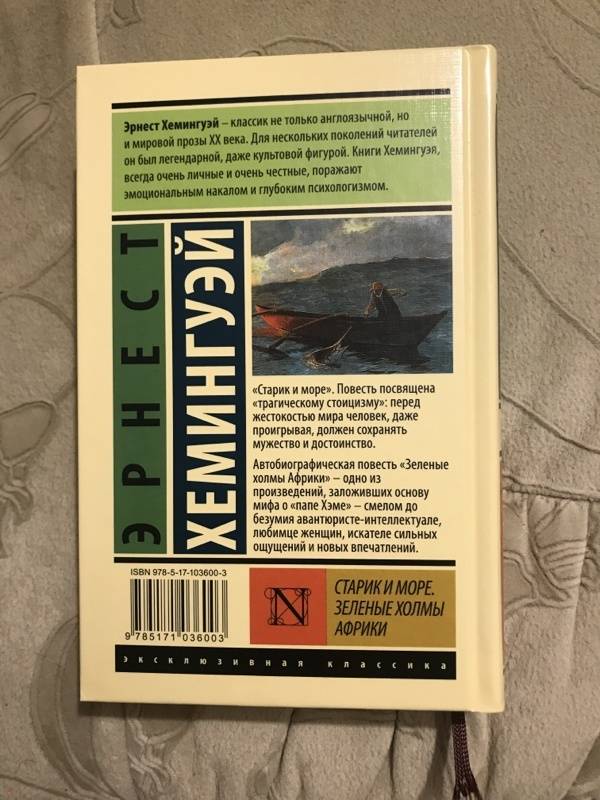 Эрнест Хемингуэй – классик не только англоязычной, но
и мировой прозы XX века. Для нескольких поколений читателей
он был легендарной, даже культовой фигурой. Книги Хемингуэя,
всегда очень личные и очень честные, поражают
эмоциональным накалом и глубоким психологизмом.
ЭРНЕСТ
ХЕМИНГУЭЙ
«Старик и море». Повесть посвящена
«трагическому стоицизму»: перед
жестокостью мира человек, даже
проигрывая, должен сохранять
мужество и достоинство.
Автобиографическая повесть «Зеленые
холмы Африки» – одно из
произведений, заложивших основу
мифа о «папе Хэме» – смелом до
безумия авантюристе-интеллектуале,
любимце женщин, искателе сильных
ощущений и новых впечатлений.
ISBN 978-5-17-103600-3
9 785171 036003
N
СТАРИК И МОРЕ.
ЗЕЛЕНЫЕ ХОЛМЫ
АФРИКИ
эксклюзивная классика